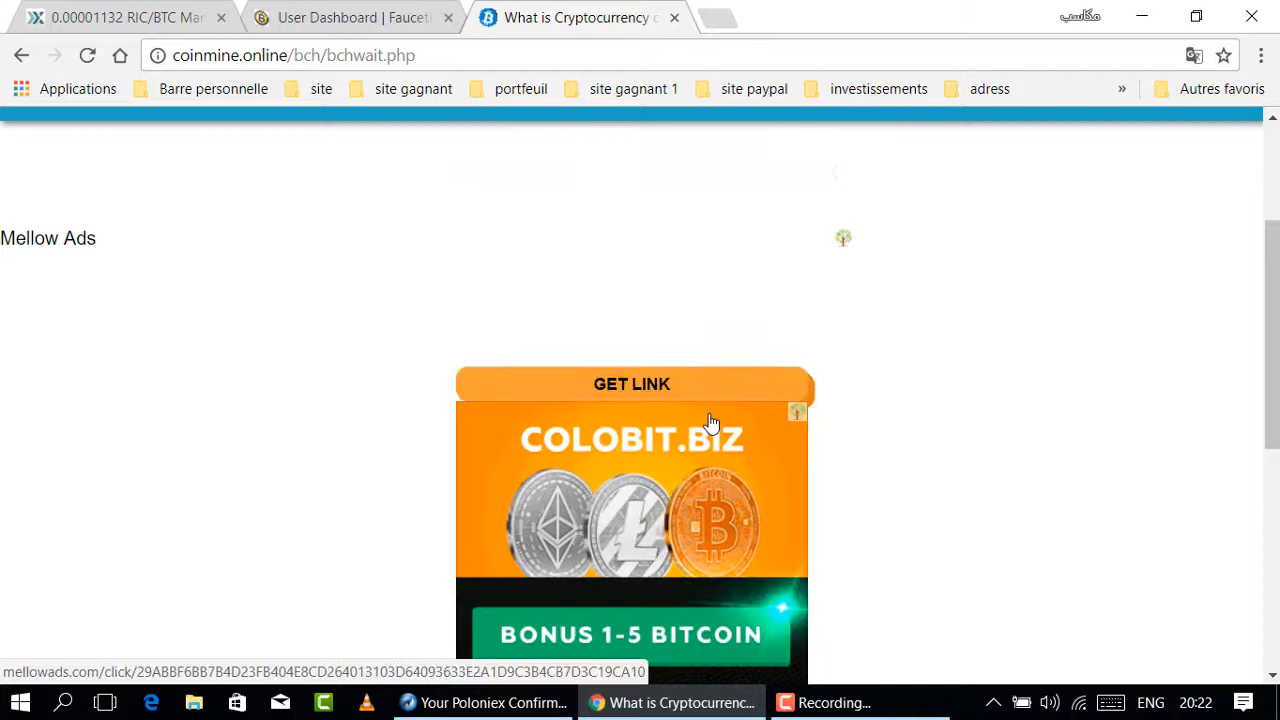 0.00001132 RIC/BTC Mar
User Dashboard | Faucet
What is Cryptocurrency
مكاسب
coinmine.online/bch/bchwait.php
Applications
Barre personnelle
site
site gagnant
portfeuil
site gagnant 1
site paypal
investissements
adress
»
Autres favoris
Mellow Ads
GET LINK
COLOBIT.BIZ
BITCOIN
BONUS 1-5 BITCOIN
mellowads.com/click/29ABBF6BB7B4D23FB404E8CD264013103D64093633E2A1D9C3B4CB7D3C19CA10
Your Poloniex Confirm...
What is Cryptocurrenc...
Recording...
ENG
20:22